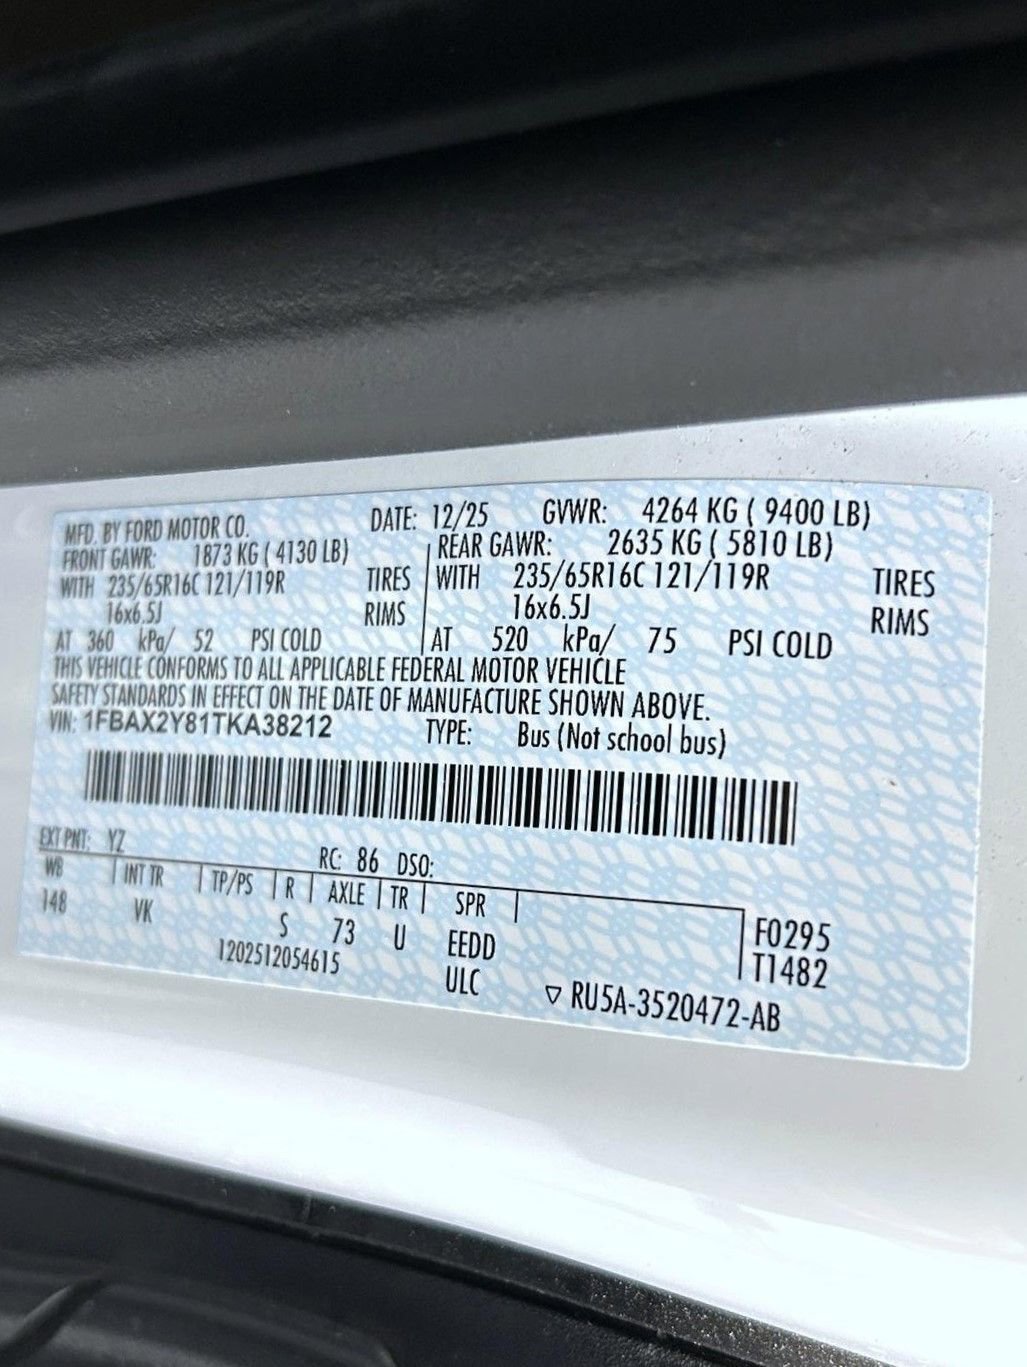 MFD. BY FORD MOTOR CO. DATE: 12/25 GVWR: 4264 KG ( 9400 LB)
FRONT GAWR: 1873 KG ( 4130 LB) REAR GAWR: 2635 KG ( 5810 LB)
WITH 235/65R16C 121/119R TIRES WITH 235/65R16C 121/119R TIRES
16x6.5J RIMS 16x6.5J RIMS
AT 360 kPa/ 52 PSI COLD AT 520 kPa/ 75 PSI COLD
THIS VEHICLE CONFORMS TO ALL APPLICABLE FEDERAL MOTOR VEHICLE
SAFETY STANDARDS IN EFFECT ON THE DATE OF MANUFACTURE SHOWN ABOVE.
VIN: 1FBAX2Y81TKA38212 TYPE: Bus (Not school bus)
EXT PNT: YZ RC: 86 DSO:
WB INT TR TP/PS R AXLE TR SPR
148 VK S 73 U EEDD F0295
1202512054615 ULC T1482
▽ RU5A-3520472-AB